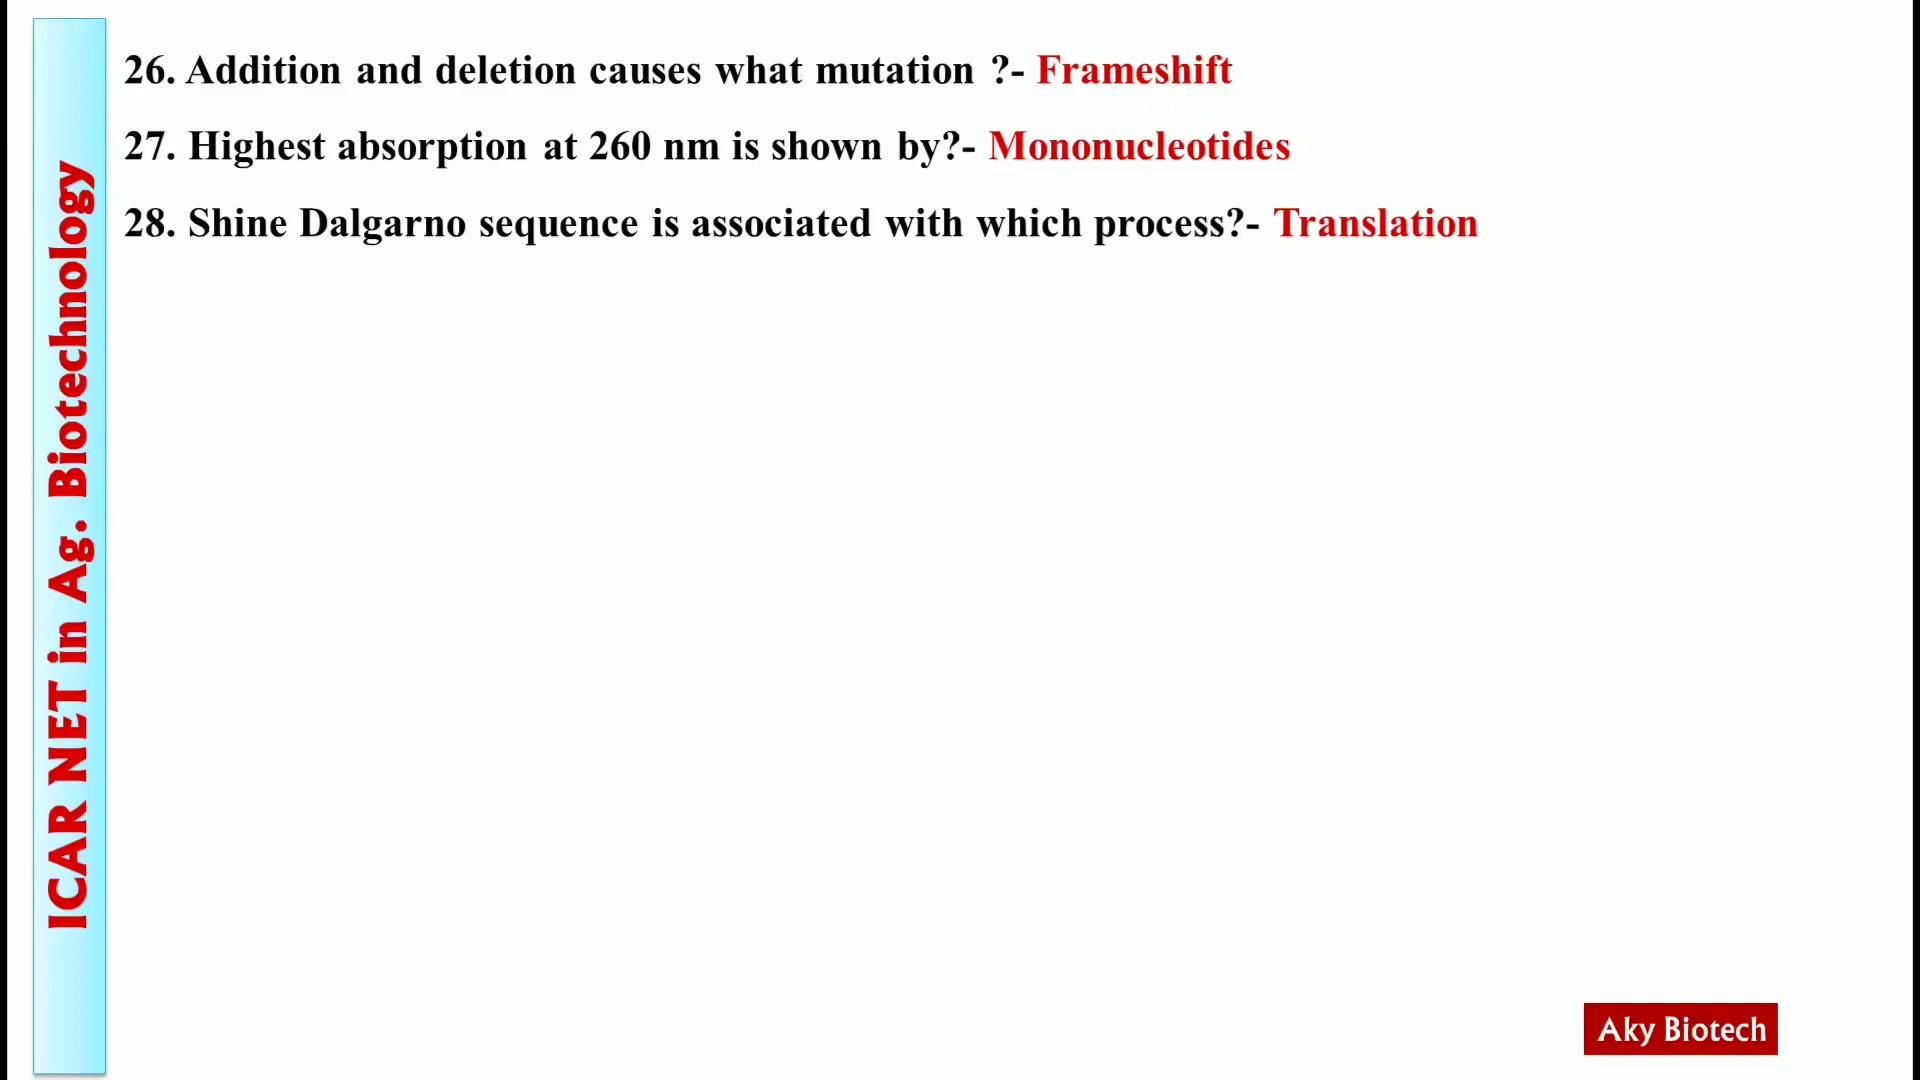 26. Addition and deletion causes what mutation ?- Frameshift
27. Highest absorption at 260 nm is shown by?- Mononucleotides
28. Shine Dalgarno sequence is associated with which process?- Translation
ICAR NET in Ag. Biotechnology
Aky Biotech